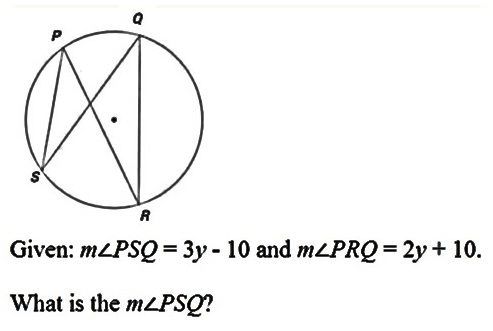 Q
P
S
R
Given: m∠PSQ = 3y - 10 and m∠PRQ = 2y + 10.
What is the m∠PSQ?